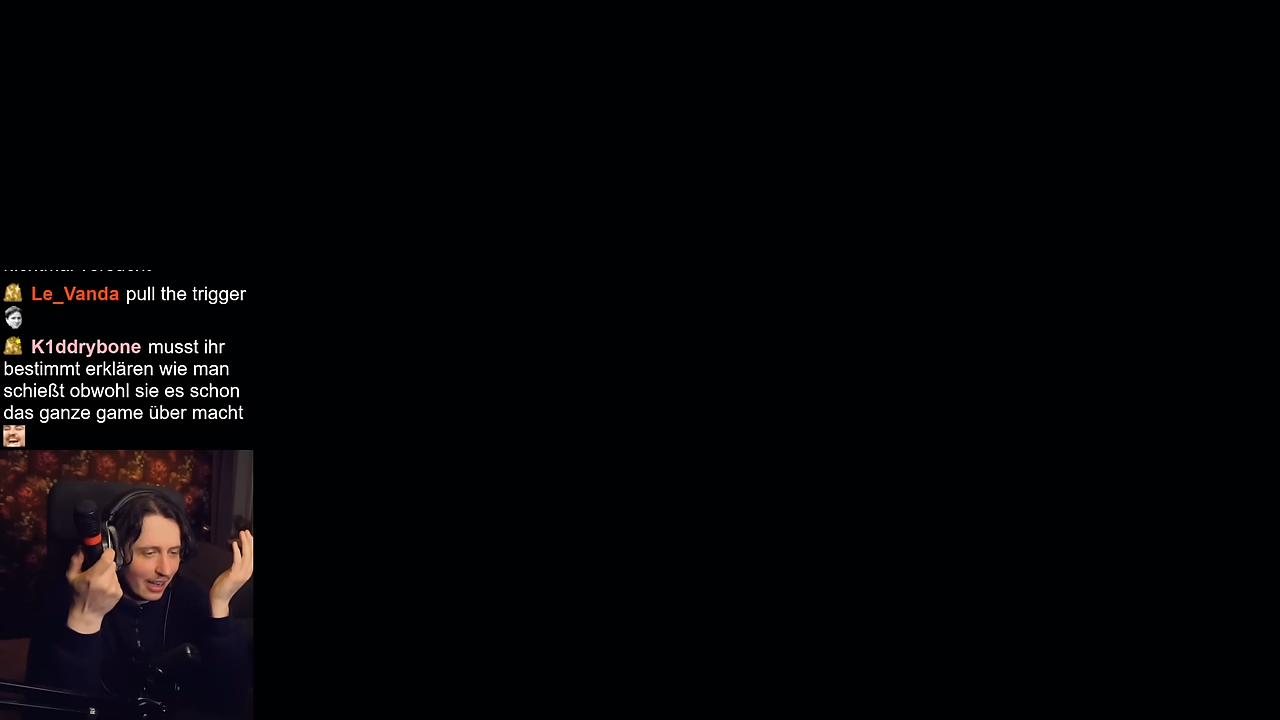 Le_Vanda pull the trigger
K1ddrybone musst ihr
bestimmt erklären wie man
schießt obwohl sie es schon
das ganze game über macht